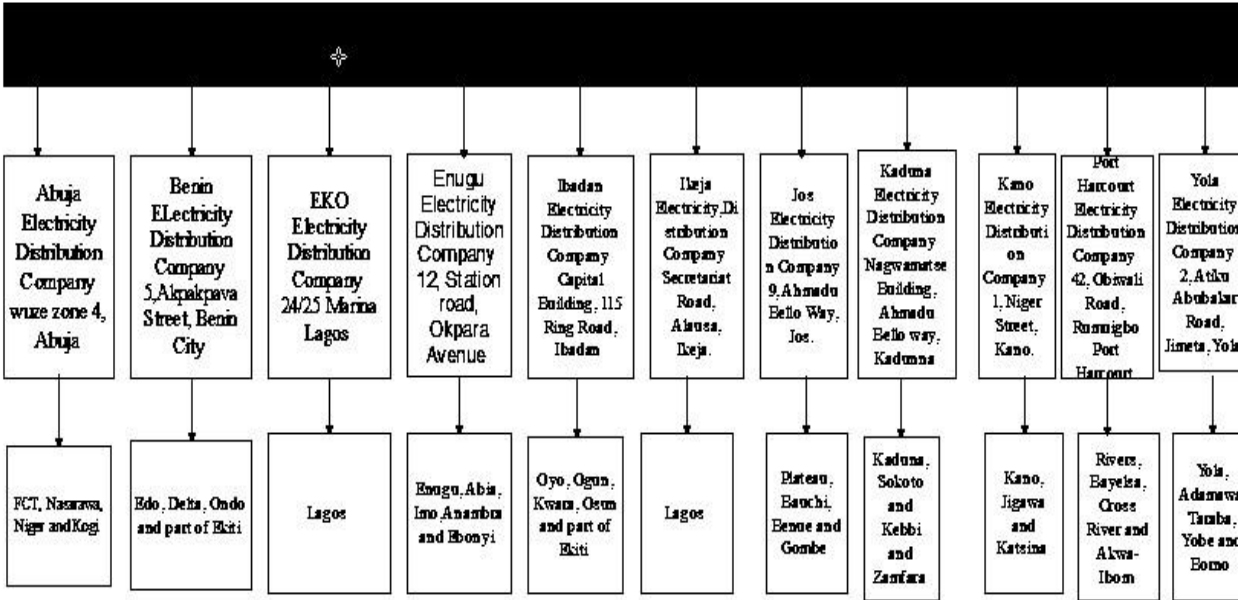 Abuja
Electricity
Distribution
Company
wuze zone 4,
Abuja
Benin
ELectricity
Distribution
Company
5,Akpakpava
Street, Benin
City
EKO
Electricity
Distribution
Company
24/25 Marina
Lagos
Enugu
Electricity
Distribution
Company
12, Station
road,
Okpara
Avenue
Ibadan
Electricity
Distribution
Company
Capital
Building, 115
Ring Road,
Ibadan
Ikeja
Electricity,Di
stribution
Company
Secretariat
Road,
Alausa,
Ikeja.
Jos
Electricity
Distributio
n Company
9,Ahmadu
Bello Way,
Jos.
Kaduna
Electricity
Distribution
Company
Nagwamatse
Building,
Ahmadu
Bello way,
Kadunna
Kano
Electricity
Distributi
on
Company
1, Niger
Street,
Kano.
Port
Harcourt
Electricity
Distribution
Company
42, Obiwali
Road,
Rumuigbo
Port
Harcourt
Yola
Electricity
Distribution
Company
2, Atiku
Abubakar
Road,
Jimeta, Yola
FCT, Nasarawa,
Niger and Kogi
Edo, Delta, Ondo
and part of Ekiti
Lagos
Enugu, Abia,
Imo,Anambra
and Ebonyi
Oyo, Ogun,
Kwara, Osun
and part of
Ekiti
Lagos
Plateau,
Bauchi,
Benue and
Gombe
Kaduna,
Sokoto
and
Kebbi
and
Zamfara
Kano,
Jigawa
and
Katsina
Rivers,
Bayelsa,
Cross
River and
Akwa-
Ibom
Yola,
Adamawa
Taraba,
Yobe and
Borno